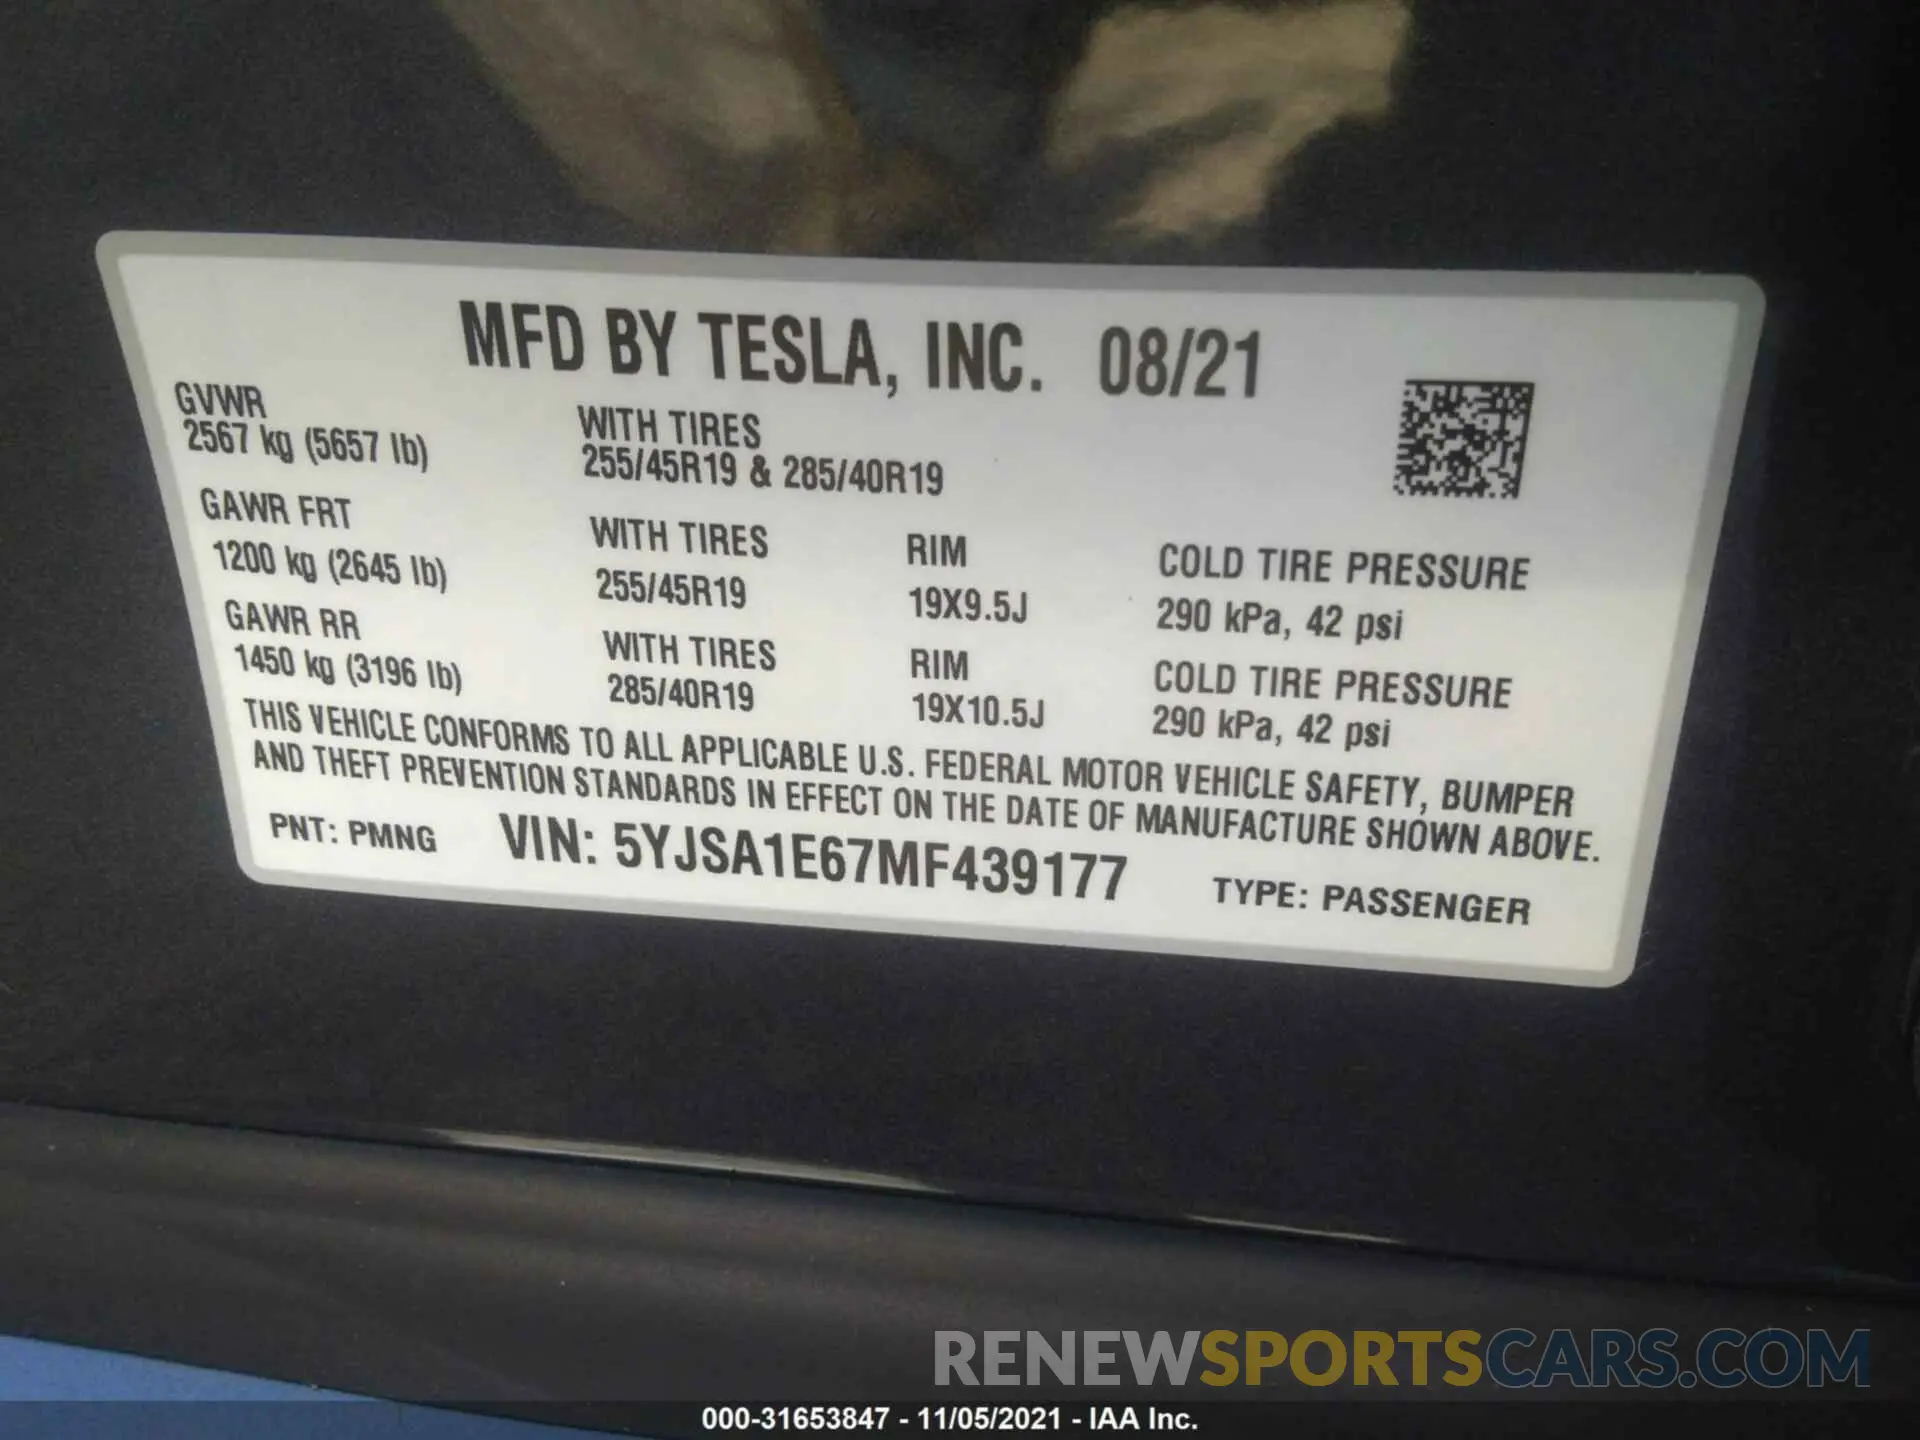 MFD BY TESLA, INC. 08/21
GVWR
2567 kg (5657 lb)
WITH TIRES
255/45R19 & 285/40R19
GAWR FRT
1200 kg (2645 lb)
WITH TIRES
255/45R19
RIM
19X9.5J
COLD TIRE PRESSURE
290 kPa, 42 psi
GAWR RR
1450 kg (3196 lb)
WITH TIRES
285/40R19
RIM
19X10.5J
COLD TIRE PRESSURE
290 kPa, 42 psi
THIS VEHICLE CONFORMS TO ALL APPLICABLE U.S. FEDERAL MOTOR VEHICLE SAFETY, BUMPER
AND THEFT PREVENTION STANDARDS IN EFFECT ON THE DATE OF MANUFACTURE SHOWN ABOVE.
PNT: PMNG VIN: 5YJSA1E67MF439177 TYPE: PASSENGER
RENEWSPORTSCARS.COM
000-31653847 - 11/05/2021 - IAA Inc.